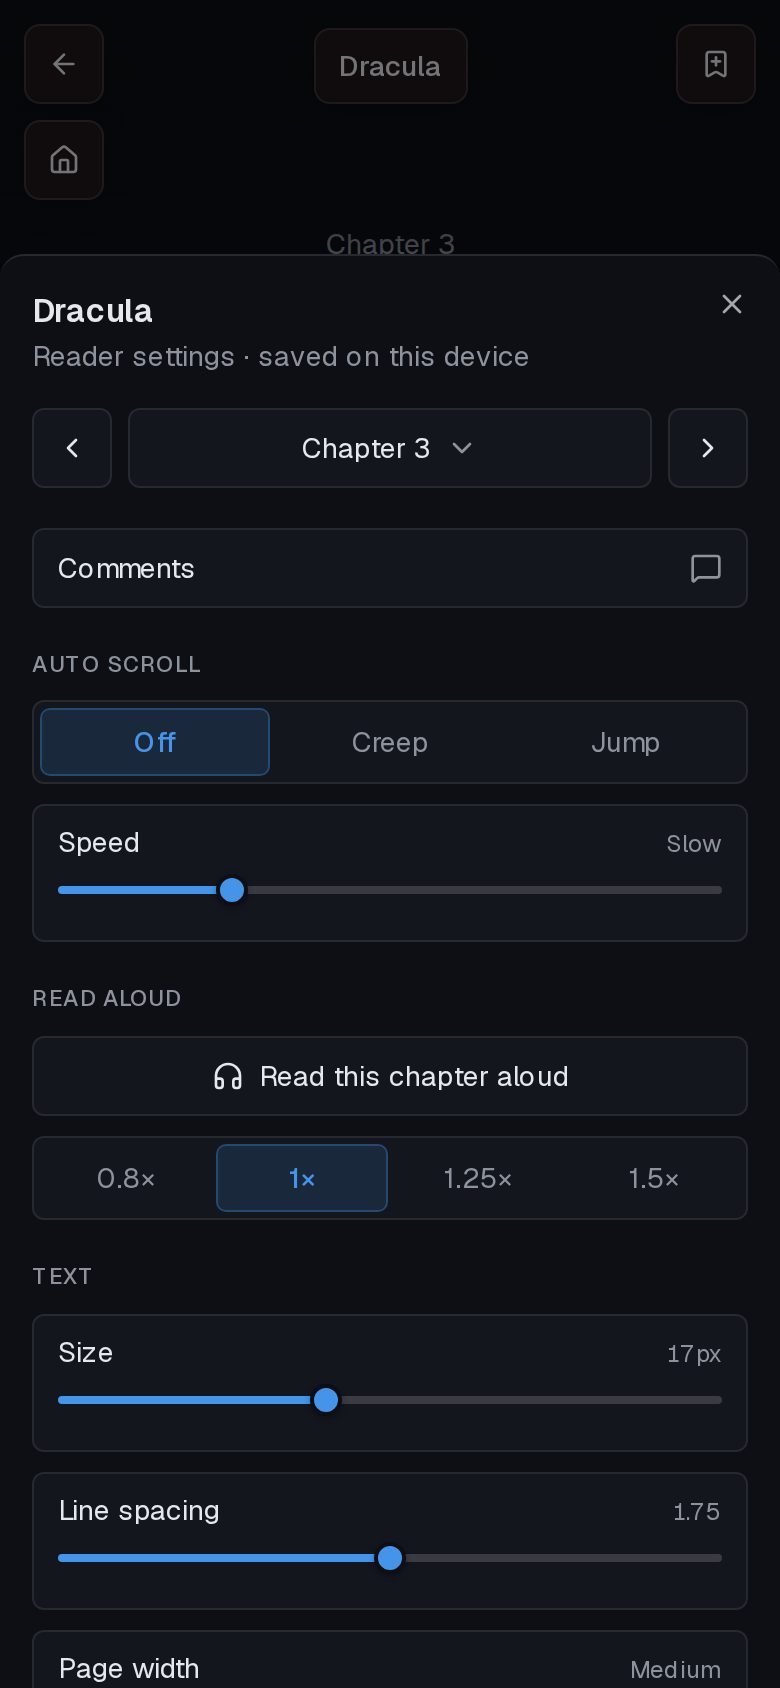 Dracula
Chapter 3
Dracula
Reader settings · saved on this device
Chapter 3
Comments
AUTO SCROLL
Off
Creep
Jump
Speed
Slow
READ ALOUD
Read this chapter aloud
0.8×
1×
1.25×
1.5×
TEXT
Size
17px
Line spacing
1.75
Page width
Medium